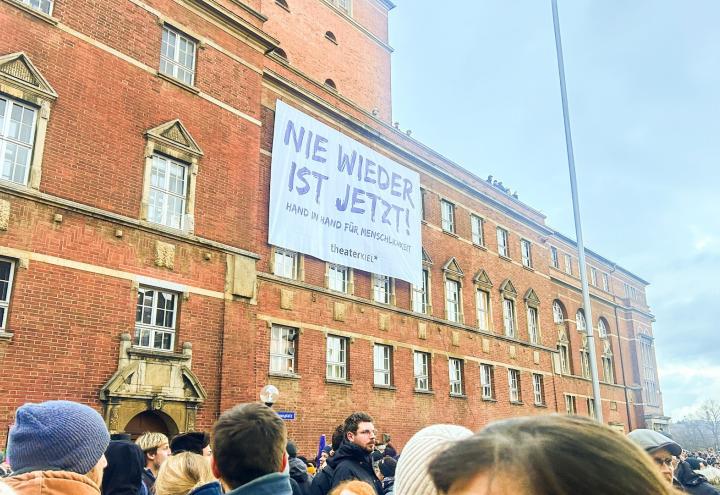 NIE WIEDER
IST JETZT!
HAND IN HAND FÜR MENSCHLICHKEIT
theaterKIEL*